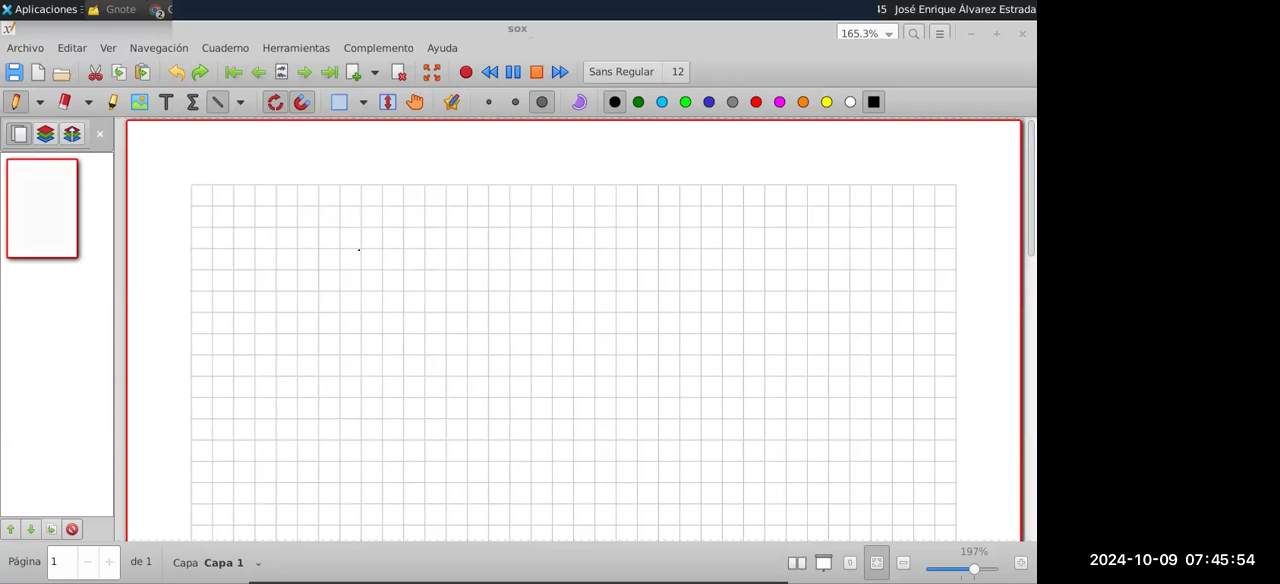 Aplicaciones Gnote 45 José Enrique Álvarez Estrada
sox
165.3%
Archivo Editar Ver Navegación Cuaderno Herramientas Complemento Ayuda
Sans Regular 12
Página 1 de 1 Capa Capa 1 197%
2024-10-09 07:45:54